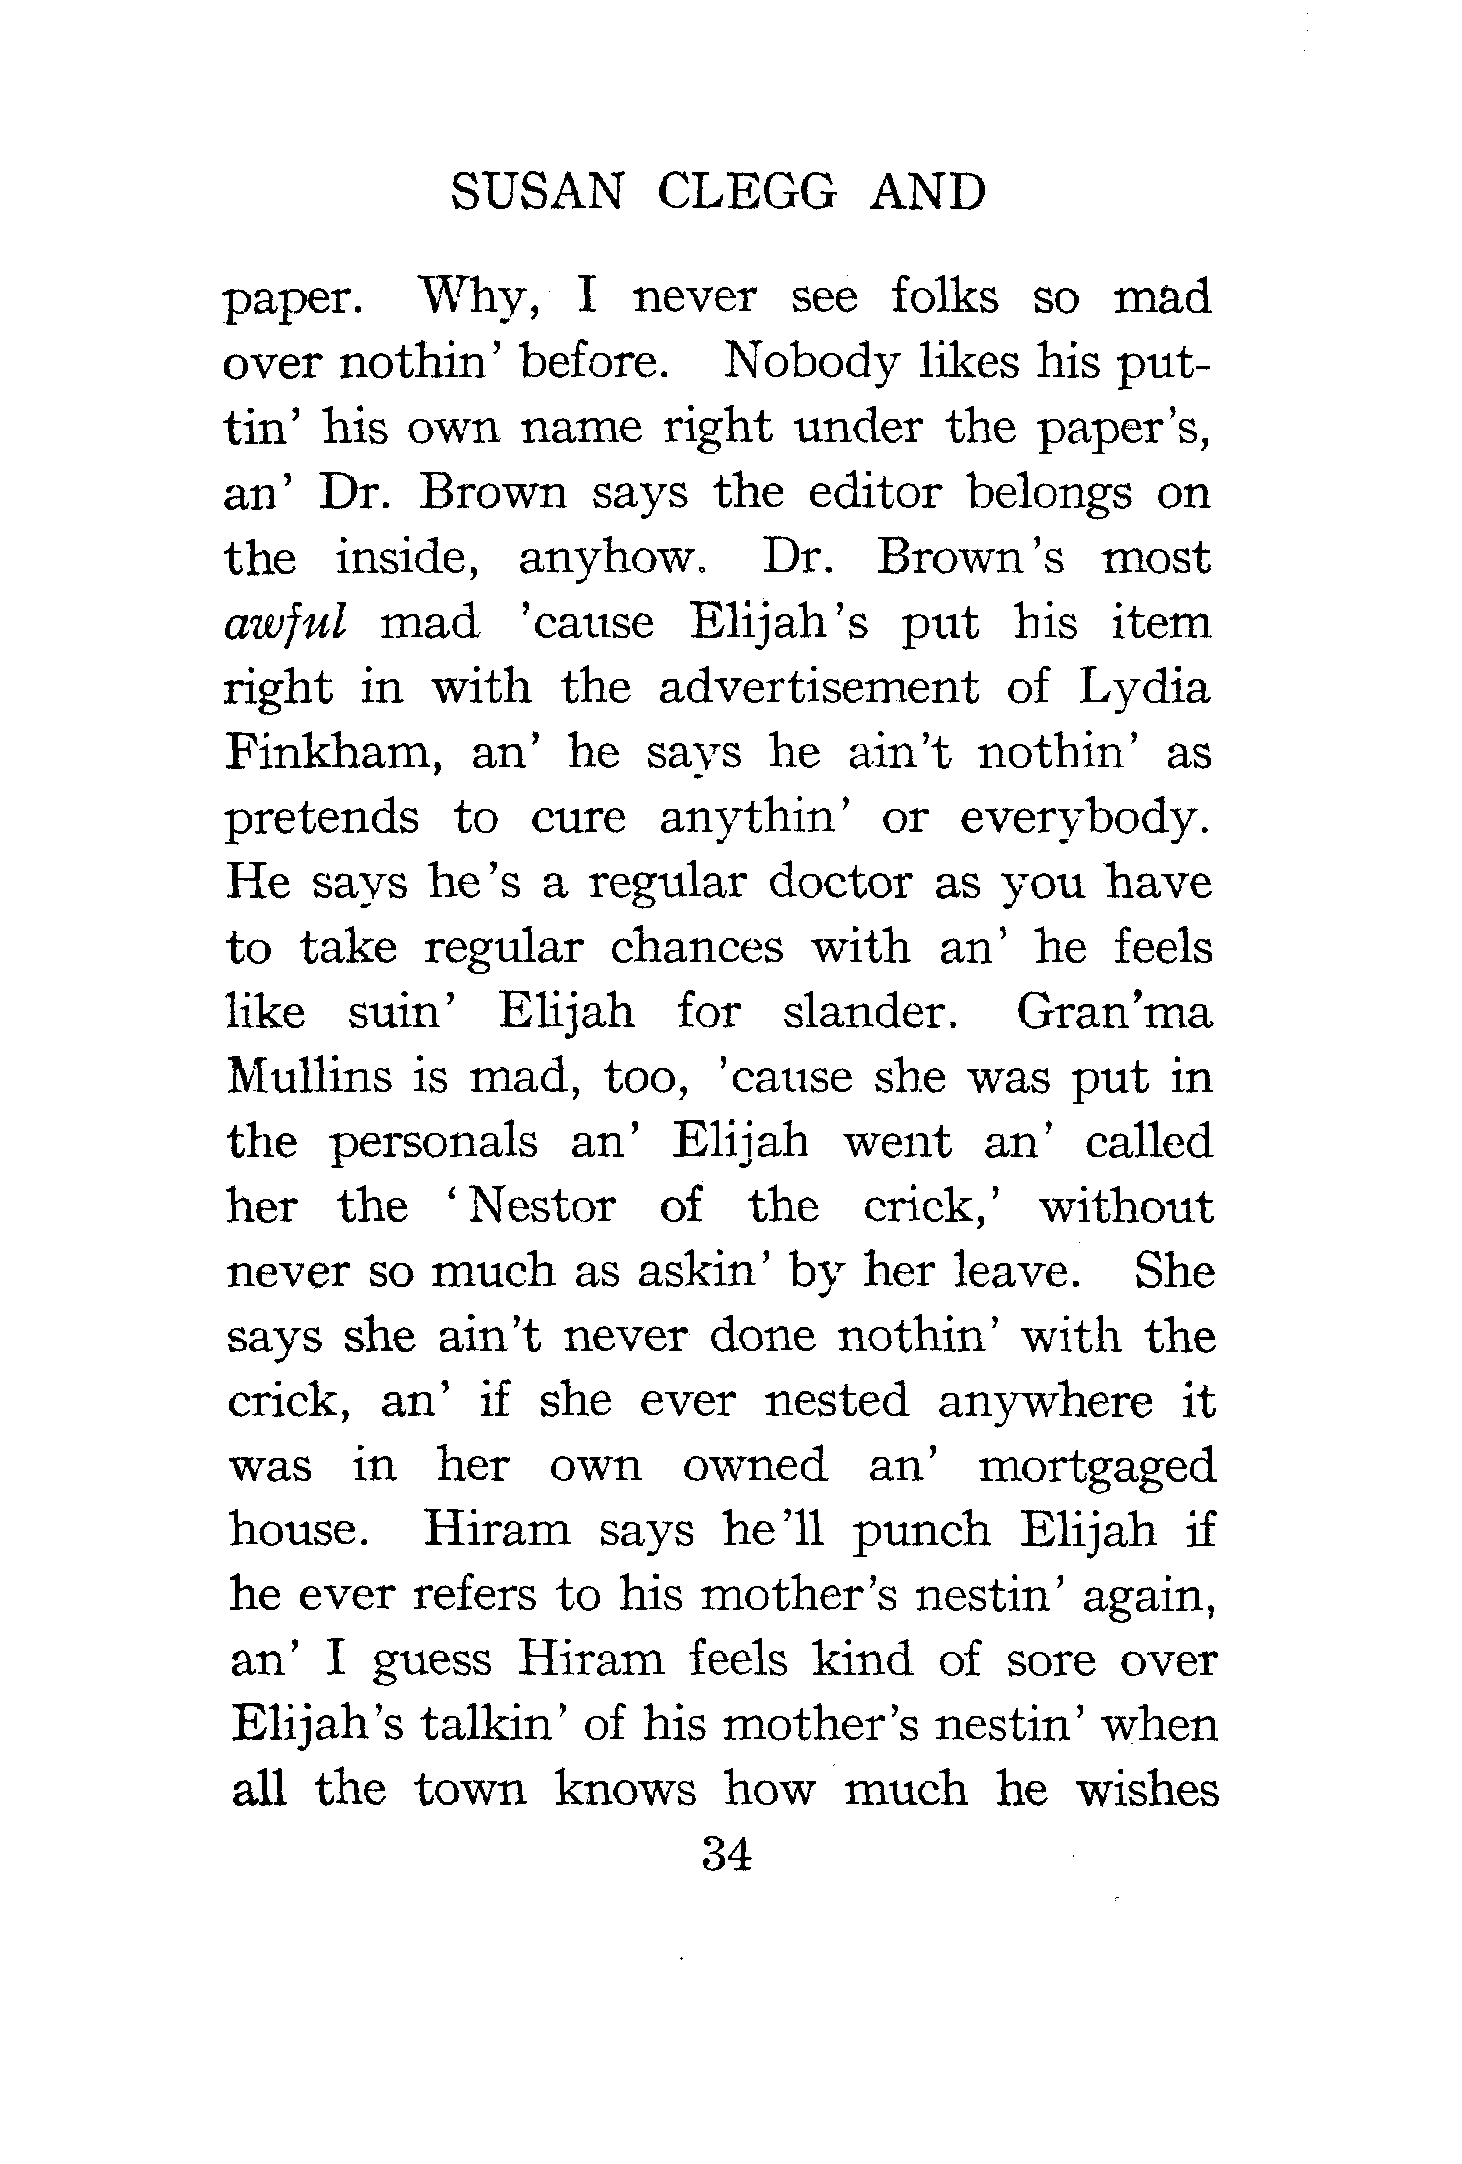 SUSAN CLEGG AND
paper. Why, I never see folks so mad
over nothin' before. Nobody likes his put-
tin' his own name right under the paper's,
an' Dr. Brown says the editor belongs on
the inside, anyhow. Dr. Brown's most
awful mad 'cause Elijah's put his item
right in with the advertisement of Lydia
Finkham, an' he says he ain't nothin' as
pretends to cure anythin' or everybody.
He says he's a regular doctor as you have
to take regular chances with an' he feels
like suin' Elijah for slander. Gran'ma
Mullins is mad, too, 'cause she was put in
the personals an' Elijah went an' called
her the 'Nestor of the crick,' without
never so much as askin' by her leave. She
says she ain't never done nothin' with the
crick, an' if she ever nested anywhere it
was in her own owned an' mortgaged
house. Hiram says he'll punch Elijah if
he ever refers to his mother's nestin' again,
an' I guess Hiram feels kind of sore over
Elijah's talkin' of his mother's nestin' when
all the town knows how much he wishes
34